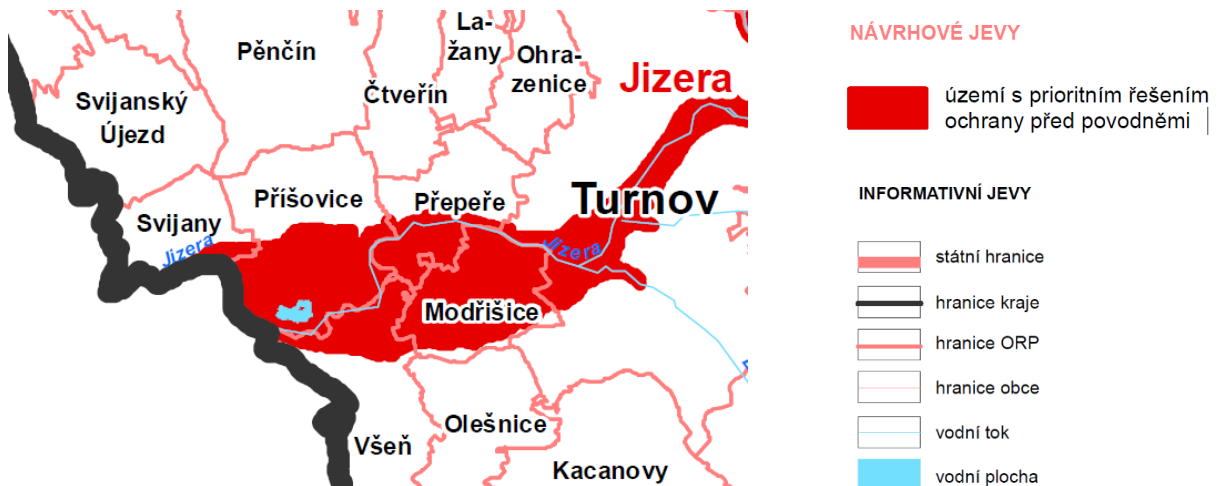 Pěnčín
La-
žany
Ohra-
zenice
Jizera
Svijanský
Újezd
Čtveřín
Příšovice
Přepeře
Turnov
Svijany
Jizera
Jizera
Modřišice
Olešnice
Všeň
Kacanovy
NÁVRHOVÉ JEVY
území s prioritním řešením
ochrany před povodněmi
INFORMATIVNÍ JEVY
státní hranice
hranice kraje
hranice ORP
hranice obce
vodní tok
vodní plocha